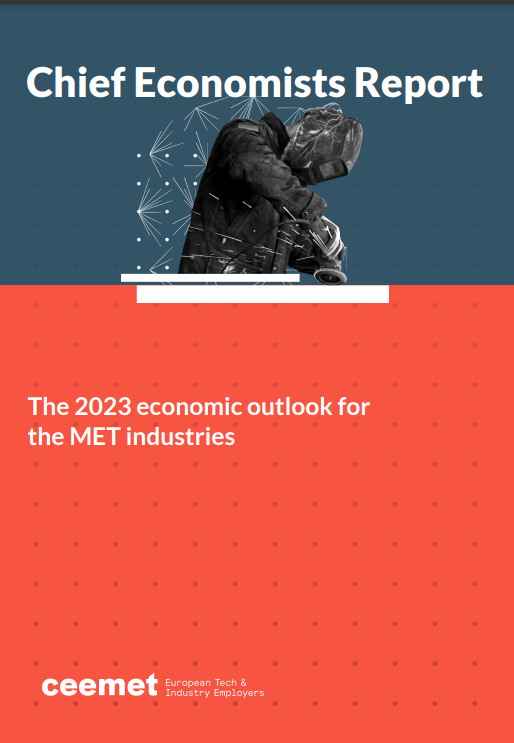 Chief Economists Report
The 2023 economic outlook for
the MET industries
ceemet
European Tech &
Industry Employers